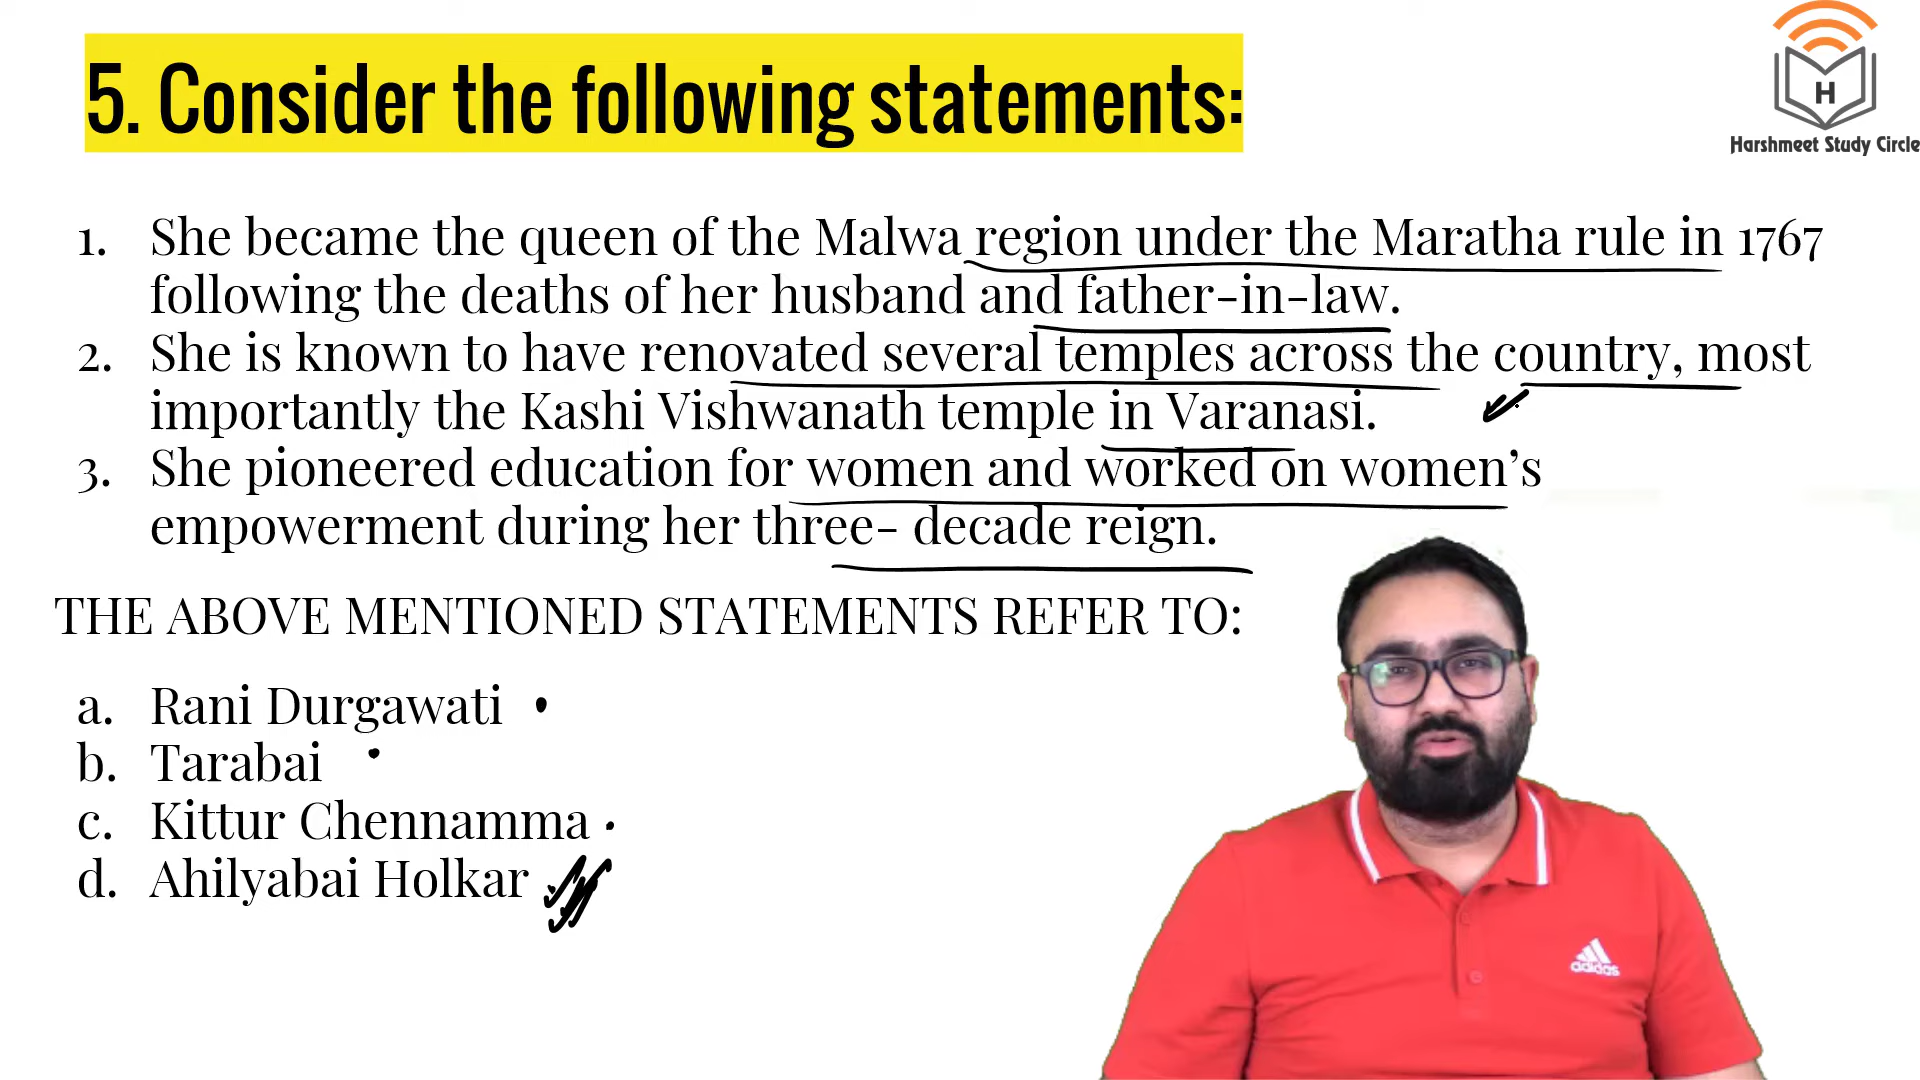 5. Consider the following statements:
H
Harshmeet Study Circle
1. She became the queen of the Malwa region under the Maratha rule in 1767
following the deaths of her husband and father-in-law.
2. She is known to have renovated several temples across the country, most
importantly the Kashi Vishwanath temple in Varanasi.
3. She pioneered education for women and worked on women’s
empowerment during her three- decade reign.
THE ABOVE MENTIONED STATEMENTS REFER TO:
a. Rani Durgawati
b. Tarabai
c. Kittur Chennamma
d. Ahilyabai Holkar
adidas